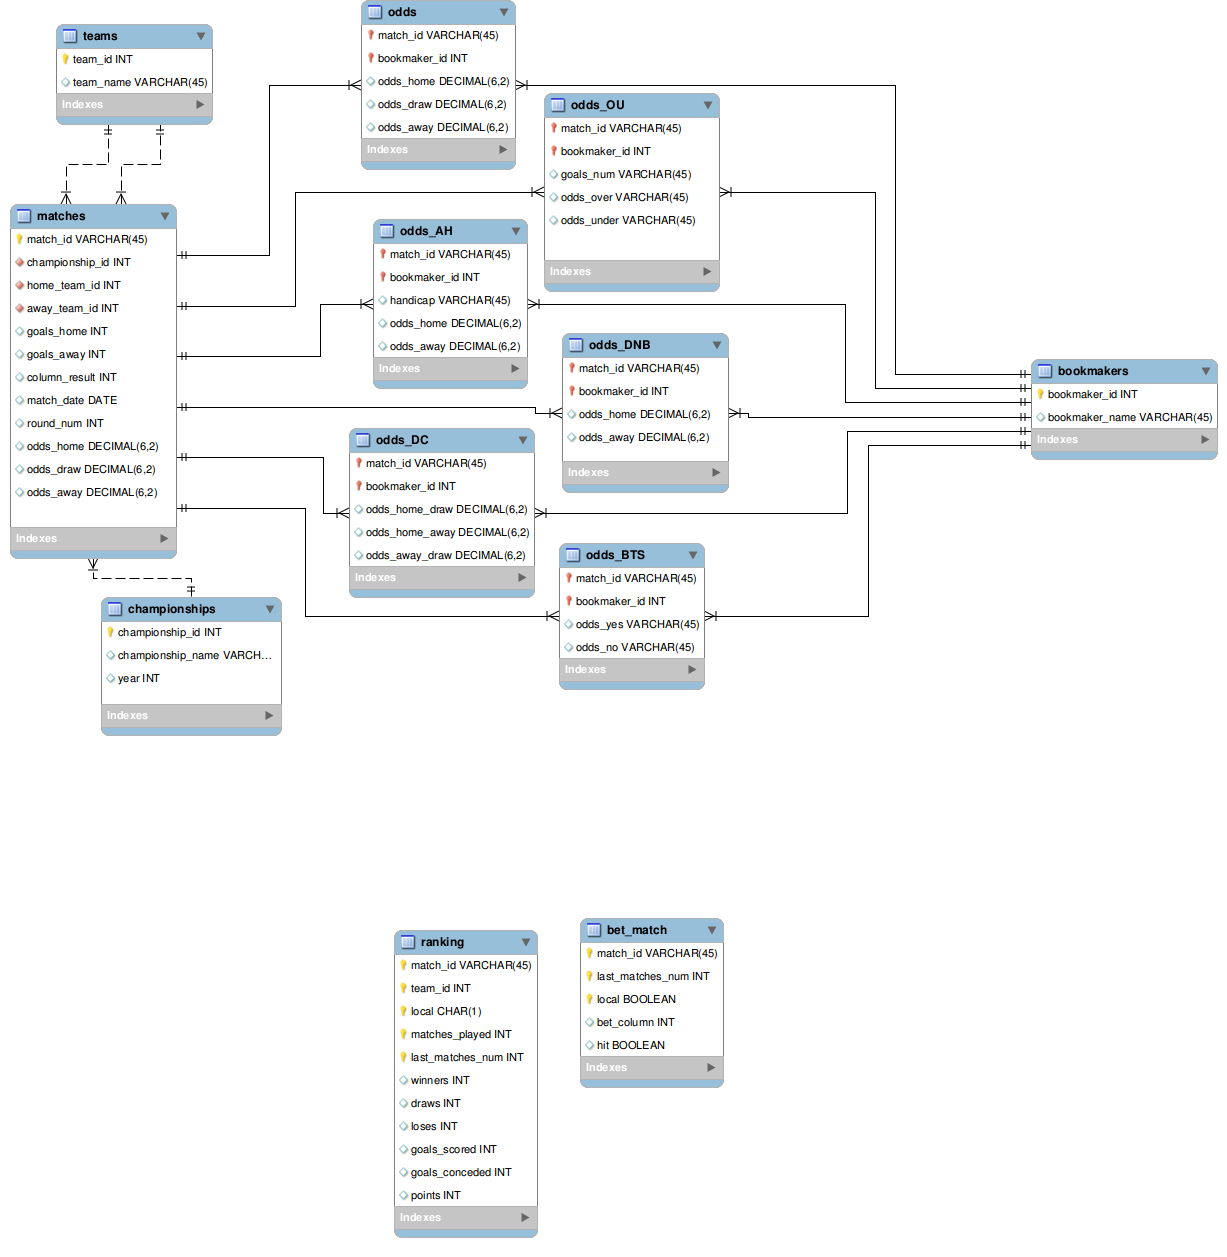 teams
team_id INT
team_name VARCHAR(45)
Indexes
odds
match_id VARCHAR(45)
bookmaker_id INT
odds_home DECIMAL(6,2)
odds_draw DECIMAL(6,2)
odds_away DECIMAL(6,2)
Indexes
odds_OU
match_id VARCHAR(45)
bookmaker_id INT
goals_num VARCHAR(45)
odds_over VARCHAR(45)
odds_under VARCHAR(45)
Indexes
matches
match_id VARCHAR(45)
championship_id INT
home_team_id INT
away_team_id INT
goals_home INT
goals_away INT
column_result INT
match_date DATE
round_num INT
odds_home DECIMAL(6,2)
odds_draw DECIMAL(6,2)
odds_away DECIMAL(6,2)
Indexes
odds_AH
match_id VARCHAR(45)
bookmaker_id INT
handicap VARCHAR(45)
odds_home DECIMAL(6,2)
odds_away DECIMAL(6,2)
Indexes
odds_DNB
match_id VARCHAR(45)
bookmaker_id INT
odds_home DECIMAL(6,2)
odds_away DECIMAL(6,2)
Indexes
bookmakers
bookmaker_id INT
bookmaker_name VARCHAR(45)
Indexes
odds_DC
match_id VARCHAR(45)
bookmaker_id INT
odds_home_draw DECIMAL(6,2)
odds_home_away DECIMAL(6,2)
odds_away_draw DECIMAL(6,2)
Indexes
odds_BTS
match_id VARCHAR(45)
bookmaker_id INT
odds_yes VARCHAR(45)
odds_no VARCHAR(45)
Indexes
championships
championship_id INT
championship_name VARCH...
year INT
Indexes
ranking
match_id VARCHAR(45)
team_id INT
local CHAR(1)
matches_played INT
last_matches_num INT
winners INT
draws INT
loses INT
goals_scored INT
goals_conceded INT
points INT
Indexes
bet_match
match_id VARCHAR(45)
last_matches_num INT
local BOOLEAN
bet_column INT
hit BOOLEAN
Indexes